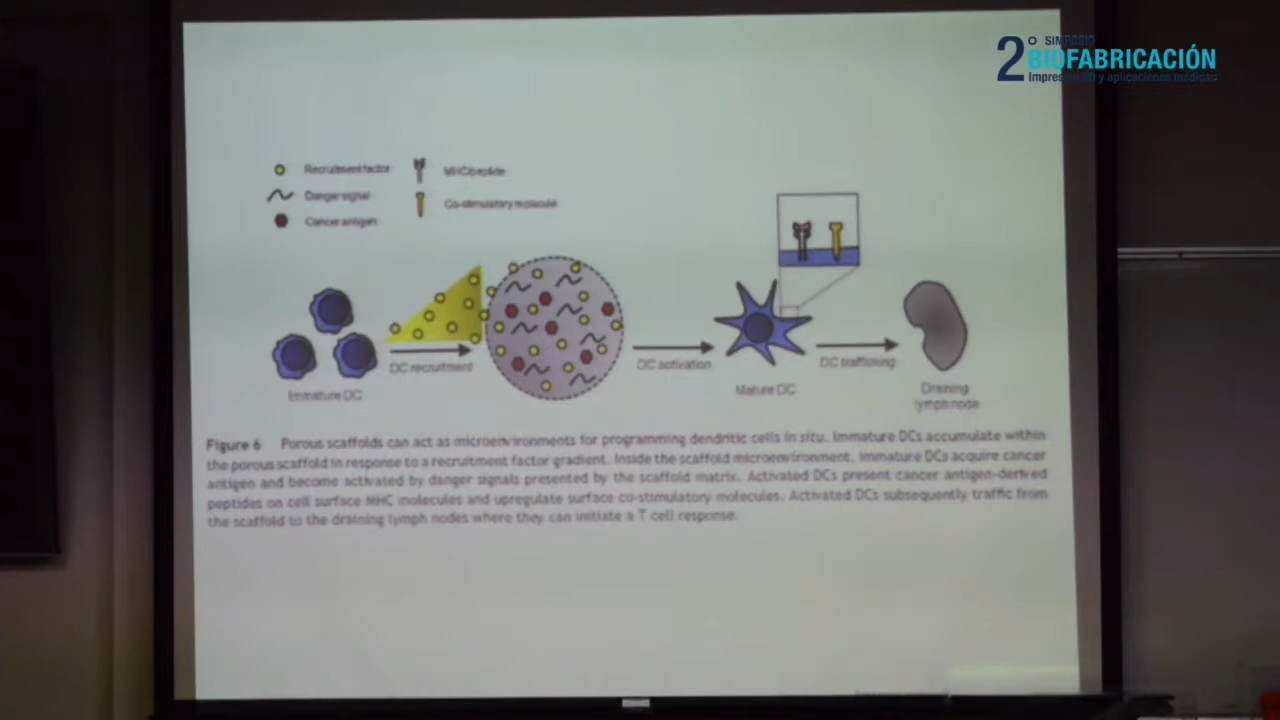 2° SIMPOSIO
BIOFABRICACIÓN
Impresión 3D y aplicaciones médicas
Recruitment factor
MHC/peptide
Danger signal
Co-stimulatory molecule
Cancer antigen
DC recruitment
DC activation
DC trafficking
Immature DC
Mature DC
Draining
lymph node
Figure 6 Porous scaffolds can act as microenvironments for programming dendritic cells in situ. Immature DCs accumulate within
the porous scaffold in response to a recruitment factor gradient. Inside the scaffold microenvironment, immature DCs acquire cancer
antigen and become activated by danger signals presented by the scaffold matrix. Activated DCs present cancer antigen-derived
peptides on cell surface MHC molecules and upregulate surface co-stimulatory molecules. Activated DCs subsequently traffic from
the scaffold to the draining lymph nodes where they can initiate a T cell response.